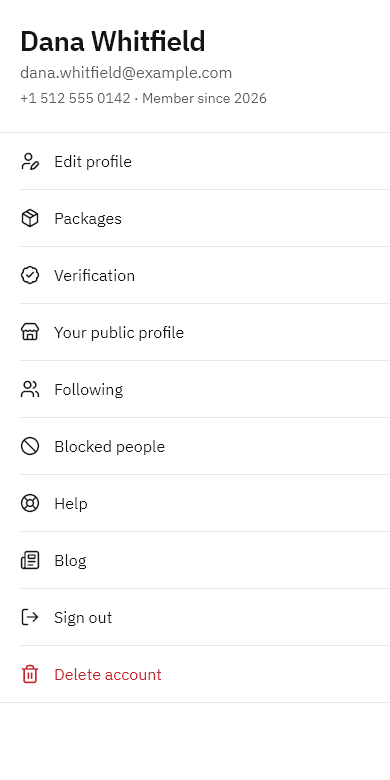 Dana Whitfield
dana.whitfield@example.com
+1 512 555 0142 · Member since 2026
Edit profile
Packages
Verification
Your public profile
Following
Blocked people
Help
Blog
Sign out
Delete account